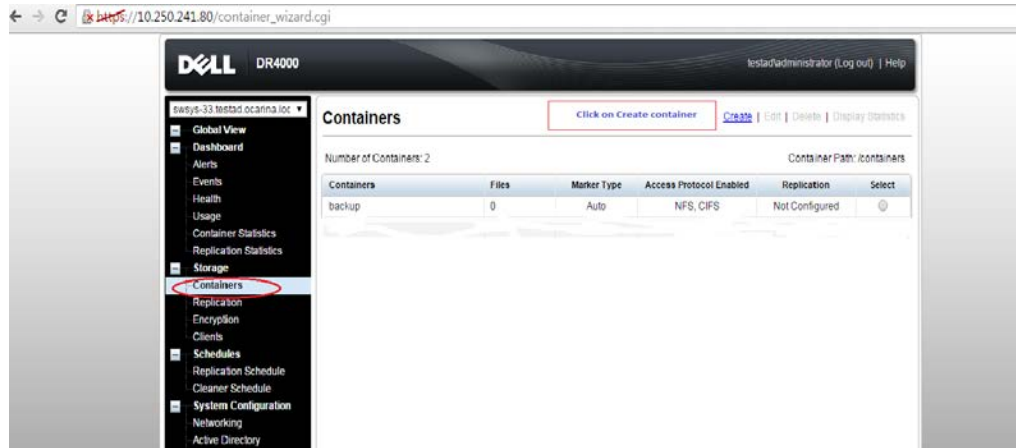 https://10.250.241.80/container_wizard.cgi
DELL DR4000
testad\administrator (Log out) | Help
swsys-33.testad.ocarina.loc
Global View
Dashboard
Alerts
Events
Health
Usage
Container Statistics
Replication Statistics
Storage
Containers
Replication
Encryption
Clients
Schedules
Replication Schedule
Cleaner Schedule
System Configuration
Networking
Active Directory
Containers
Click on Create container
Create | Edit | Delete | Display Statistics
Number of Containers: 2
Container Path: /containers
Containers Files Marker Type Access Protocol Enabled Replication Select
backup 0 Auto NFS, CIFS Not Configured